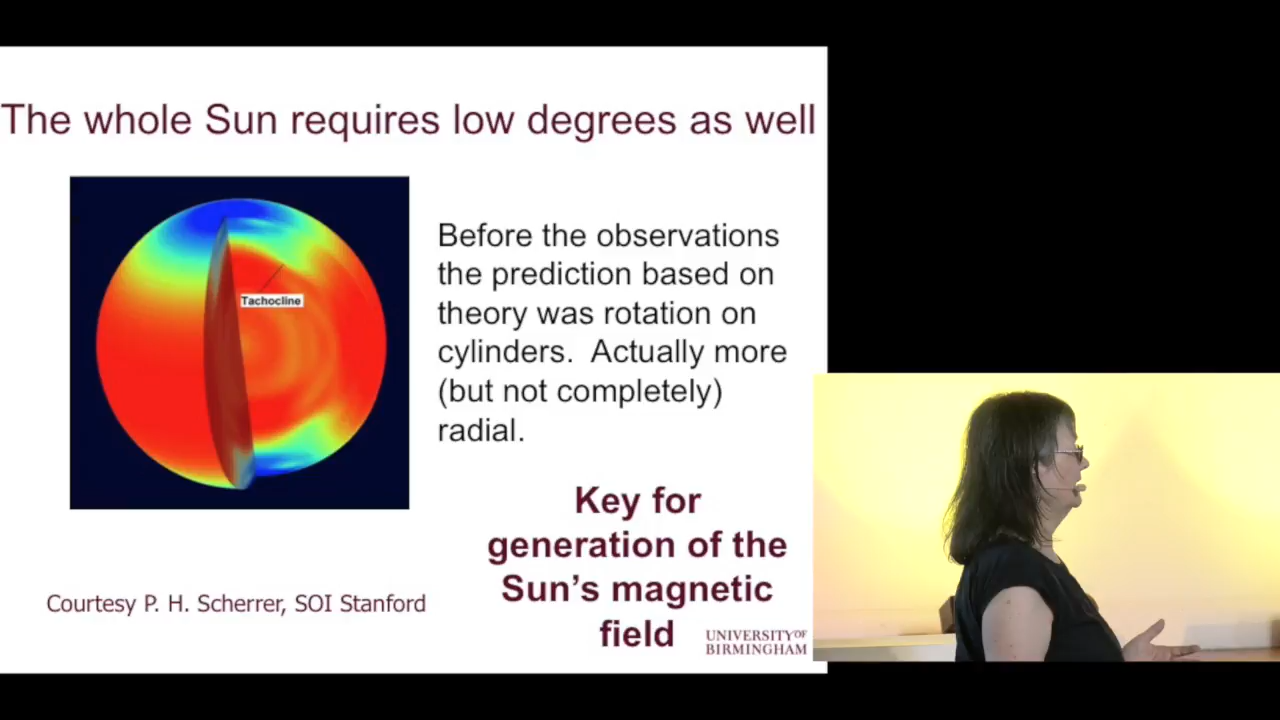 The whole Sun requires low degrees as well
Tachocline
Before the observations
the prediction based on
theory was rotation on
cylinders.  Actually more
(but not completely)
radial.
Key for
generation of the
Sun's magnetic
field
Courtesy P. H. Scherrer, SOI Stanford
UNIVERSITY OF
BIRMINGHAM